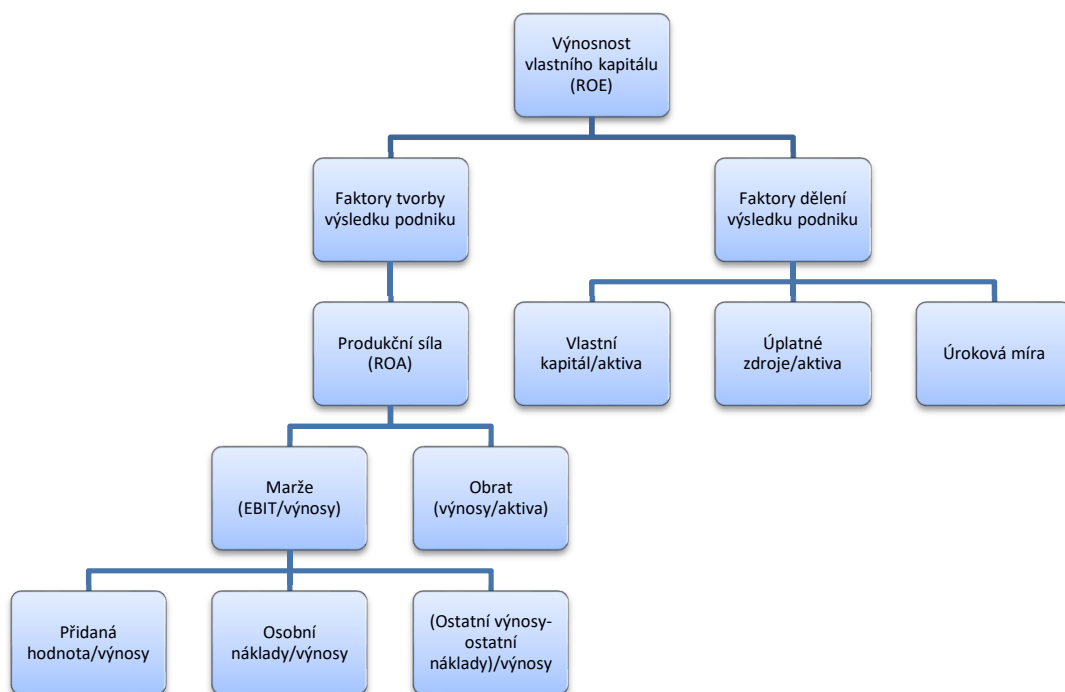 Výnosnost
vlastního kapitálu
(ROE)
Faktory tvorby
výsledku podniku
Faktory dělení
výsledku podniku
Produkční síla
(ROA)
Vlastní
kapitál/aktiva
Úplatné
zdroje/aktiva
Úroková míra
Marže
(EBIT/výnosy)
Obrat
(výnosy/aktiva)
Přidaná
hodnota/výnosy
Osobní
náklady/výnosy
(Ostatní výnosy-
ostatní
náklady)/výnosy